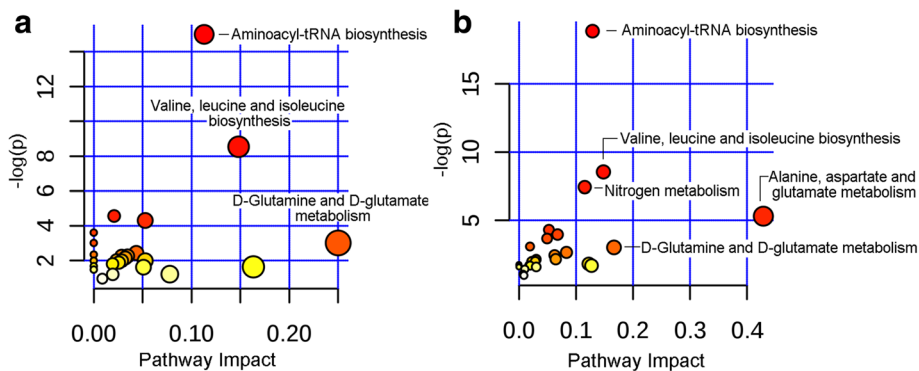 a
Aminoacyl-tRNA biosynthesis
Valine, leucine and isoleucine
biosynthesis
D-Glutamine and D-glutamate
metabolism
-log(p)
12
8
6
4
2
0.00
0.10
0.20
Pathway Impact
b
Aminoacyl-tRNA biosynthesis
Valine, leucine and isoleucine biosynthesis
Nitrogen metabolism
Alanine, aspartate and
glutamate metabolism
D-Glutamine and D-glutamate metabolism
-log(p)
15
10
5
0.0
0.1
0.2
0.3
0.4
Pathway Impact